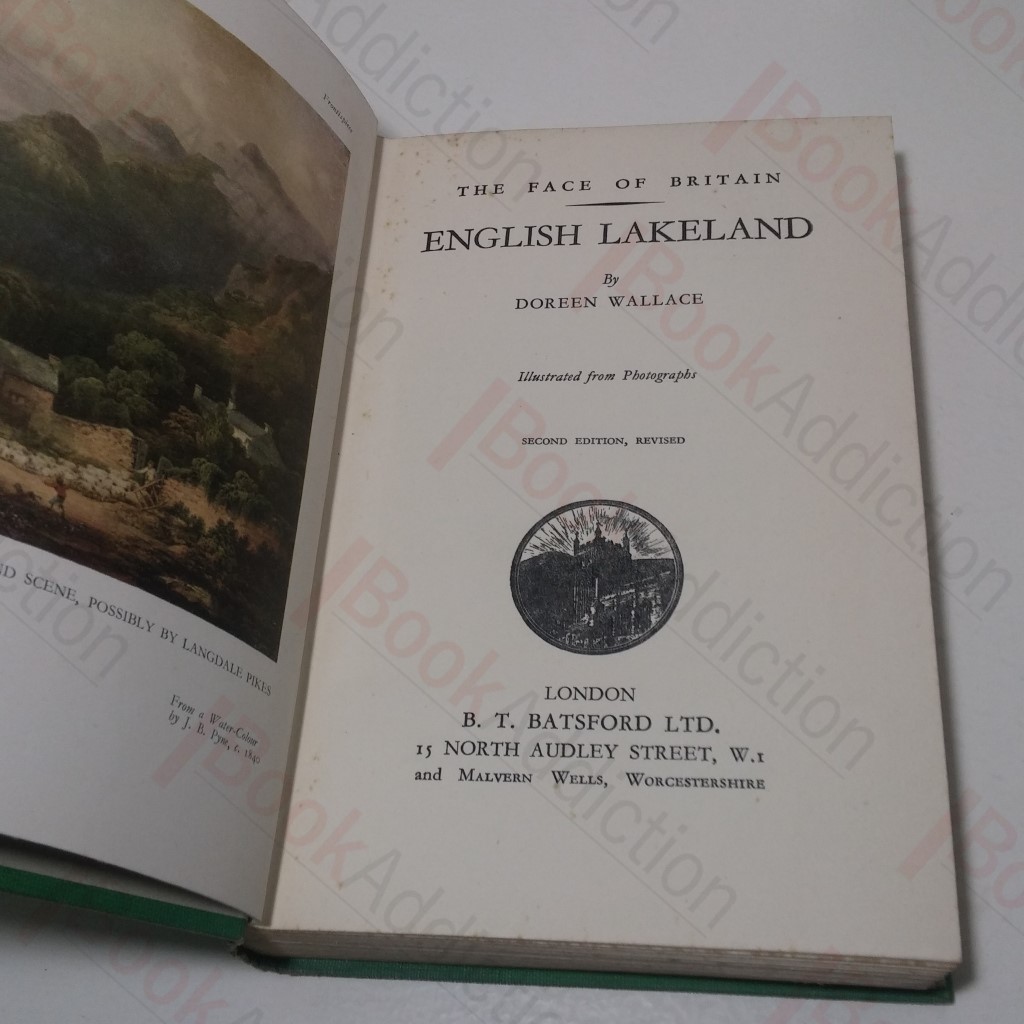 Frontispiece
ND SCENE, POSSIBLY BY LANGDALE PIKES
From a Water-Colour
by J. B. Pyne, c. 1840
THE FACE OF BRITAIN
ENGLISH LAKELAND
By
DOREEN WALLACE
Illustrated from Photographs
SECOND EDITION, REVISED
LONDON
B. T. BATSFORD LTD.
15 NORTH AUDLEY STREET, W.1
and MALVERN WELLS, WORCESTERSHIRE
BookAddiction